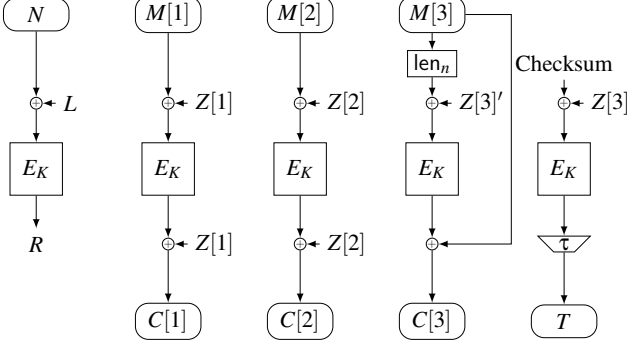 N M[1] M[2] M[3]
len_n Checksum
L Z[1] Z[2] Z[3]' Z[3]
E_K E_K E_K E_K E_K
R Z[1] Z[2] τ
C[1] C[2] C[3] T